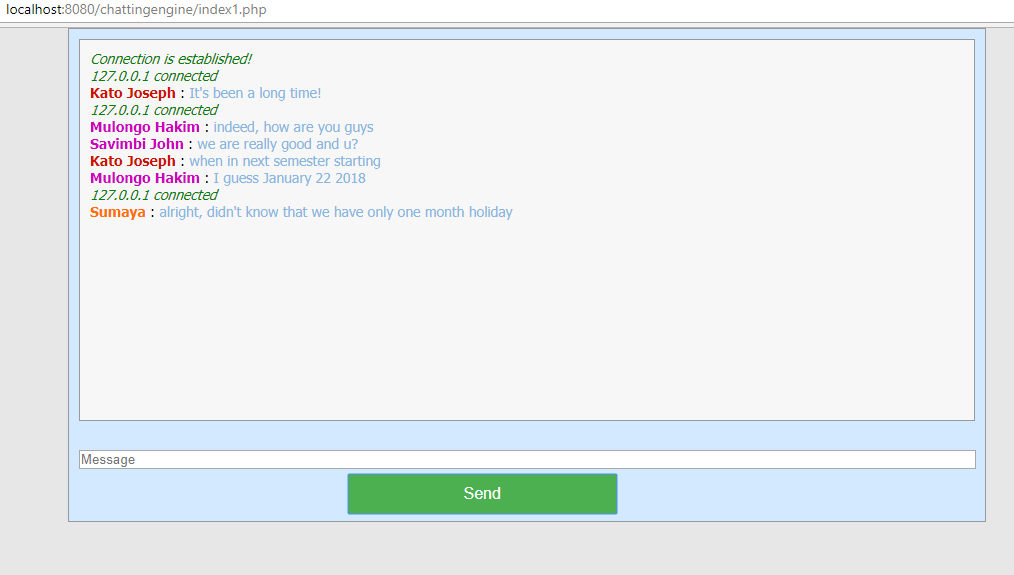 localhost:8080/chattingengine/index1.php
Connection is established!
127.0.0.1 connected
Kato Joseph : It's been a long time!
127.0.0.1 connected
Mulongo Hakim : indeed, how are you guys
Savimbi John : we are really good and u?
Kato Joseph : when in next semester starting
Mulongo Hakim : I guess January 22 2018
127.0.0.1 connected
Sumaya : alright, didn't know that we have only one month holiday
Message
Send